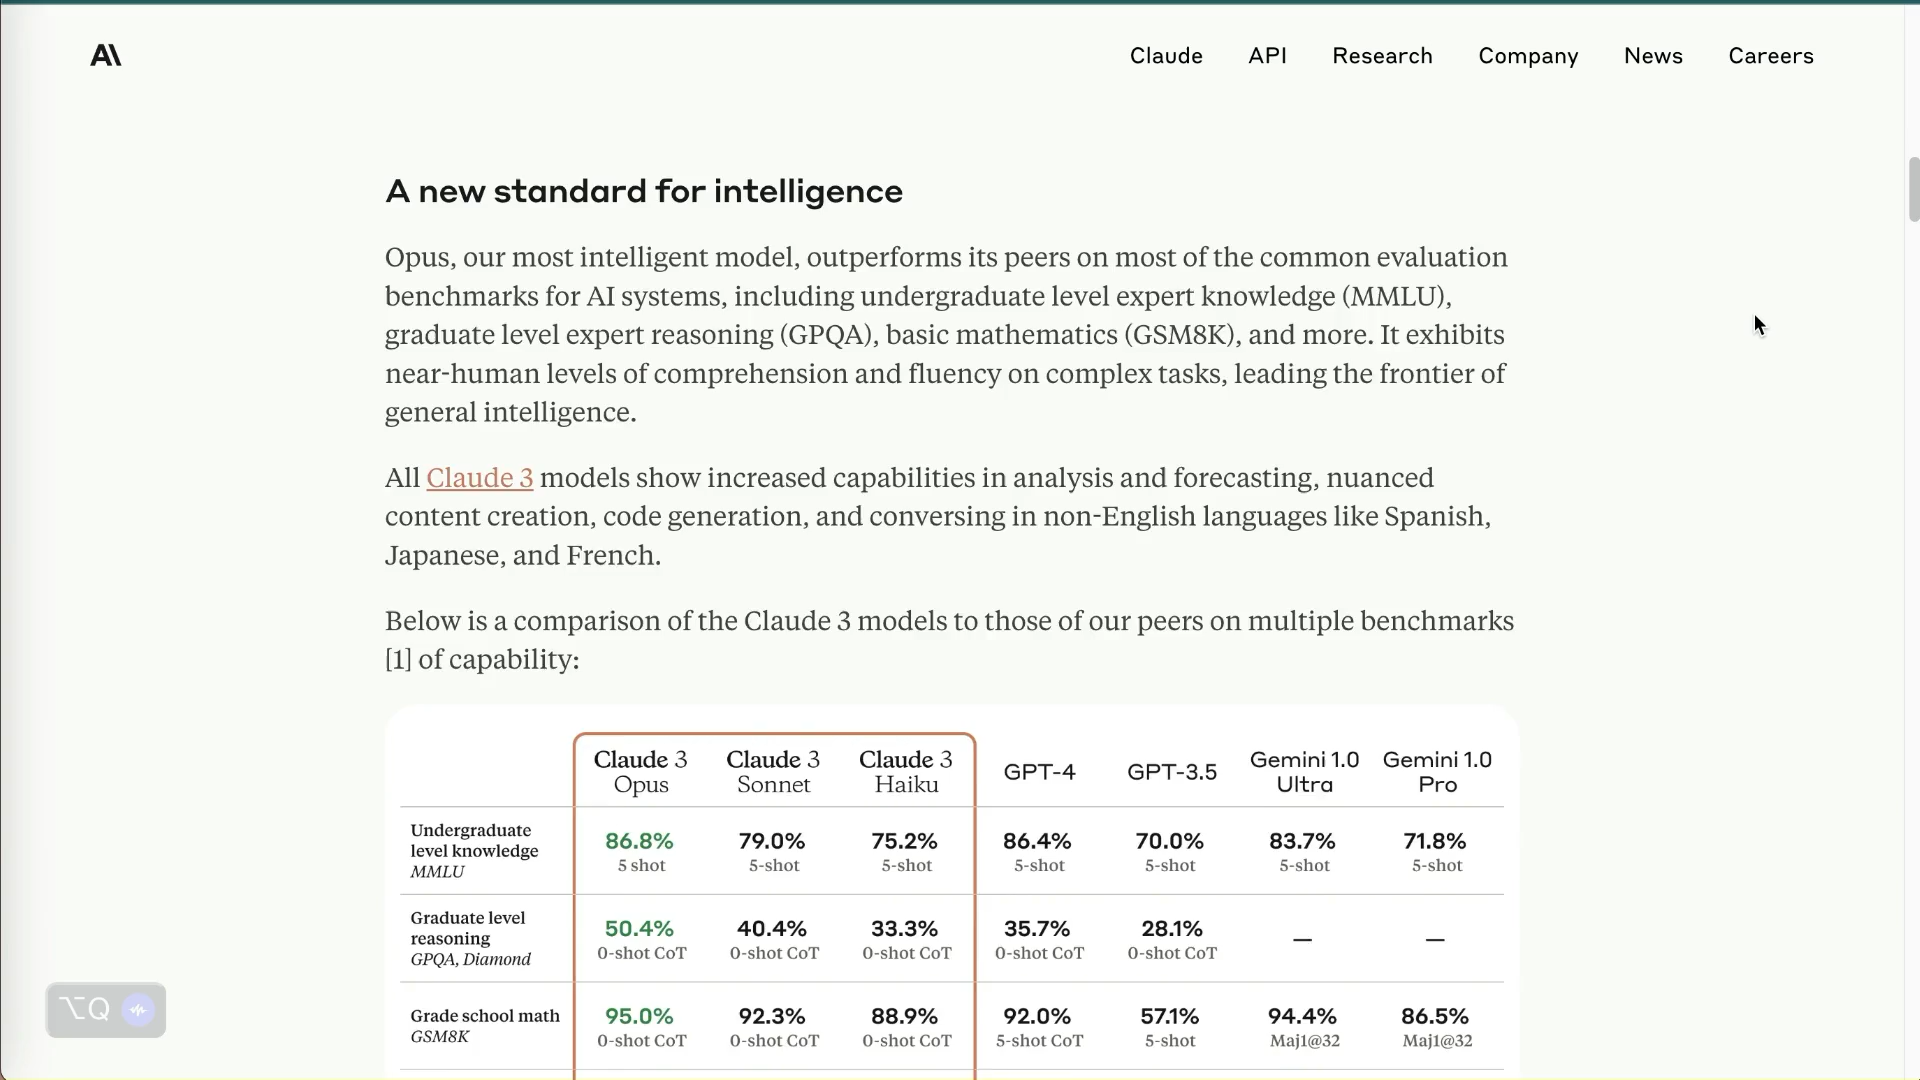 A\
Claude API Research Company News Careers
A new standard for intelligence
Opus, our most intelligent model, outperforms its peers on most of the common evaluation
benchmarks for AI systems, including undergraduate level expert knowledge (MMLU),
graduate level expert reasoning (GPQA), basic mathematics (GSM8K), and more. It exhibits
near-human levels of comprehension and fluency on complex tasks, leading the frontier of
general intelligence.
All Claude 3 models show increased capabilities in analysis and forecasting, nuanced
content creation, code generation, and conversing in non-English languages like Spanish,
Japanese, and French.
Below is a comparison of the Claude 3 models to those of our peers on multiple benchmarks
[1] of capability:
Claude 3 Claude 3 Claude 3 GPT-4 GPT-3.5 Gemini 1.0 Gemini 1.0
Opus Sonnet Haiku Ultra Pro
Undergraduate
level knowledge
MMLU
86.8% 79.0% 75.2% 86.4% 70.0% 83.7% 71.8%
5 shot 5-shot 5-shot 5-shot 5-shot 5-shot 5-shot
Graduate level
reasoning
GPQA, Diamond
50.4% 40.4% 33.3% 35.7% 28.1% — —
0-shot CoT 0-shot CoT 0-shot CoT 0-shot CoT 0-shot CoT
Grade school math
GSM8K
95.0% 92.3% 88.9% 92.0% 57.1% 94.4% 86.5%
0-shot CoT 0-shot CoT 0-shot CoT 5-shot CoT 5-shot Maj1@32 Maj1@32
⌥Q